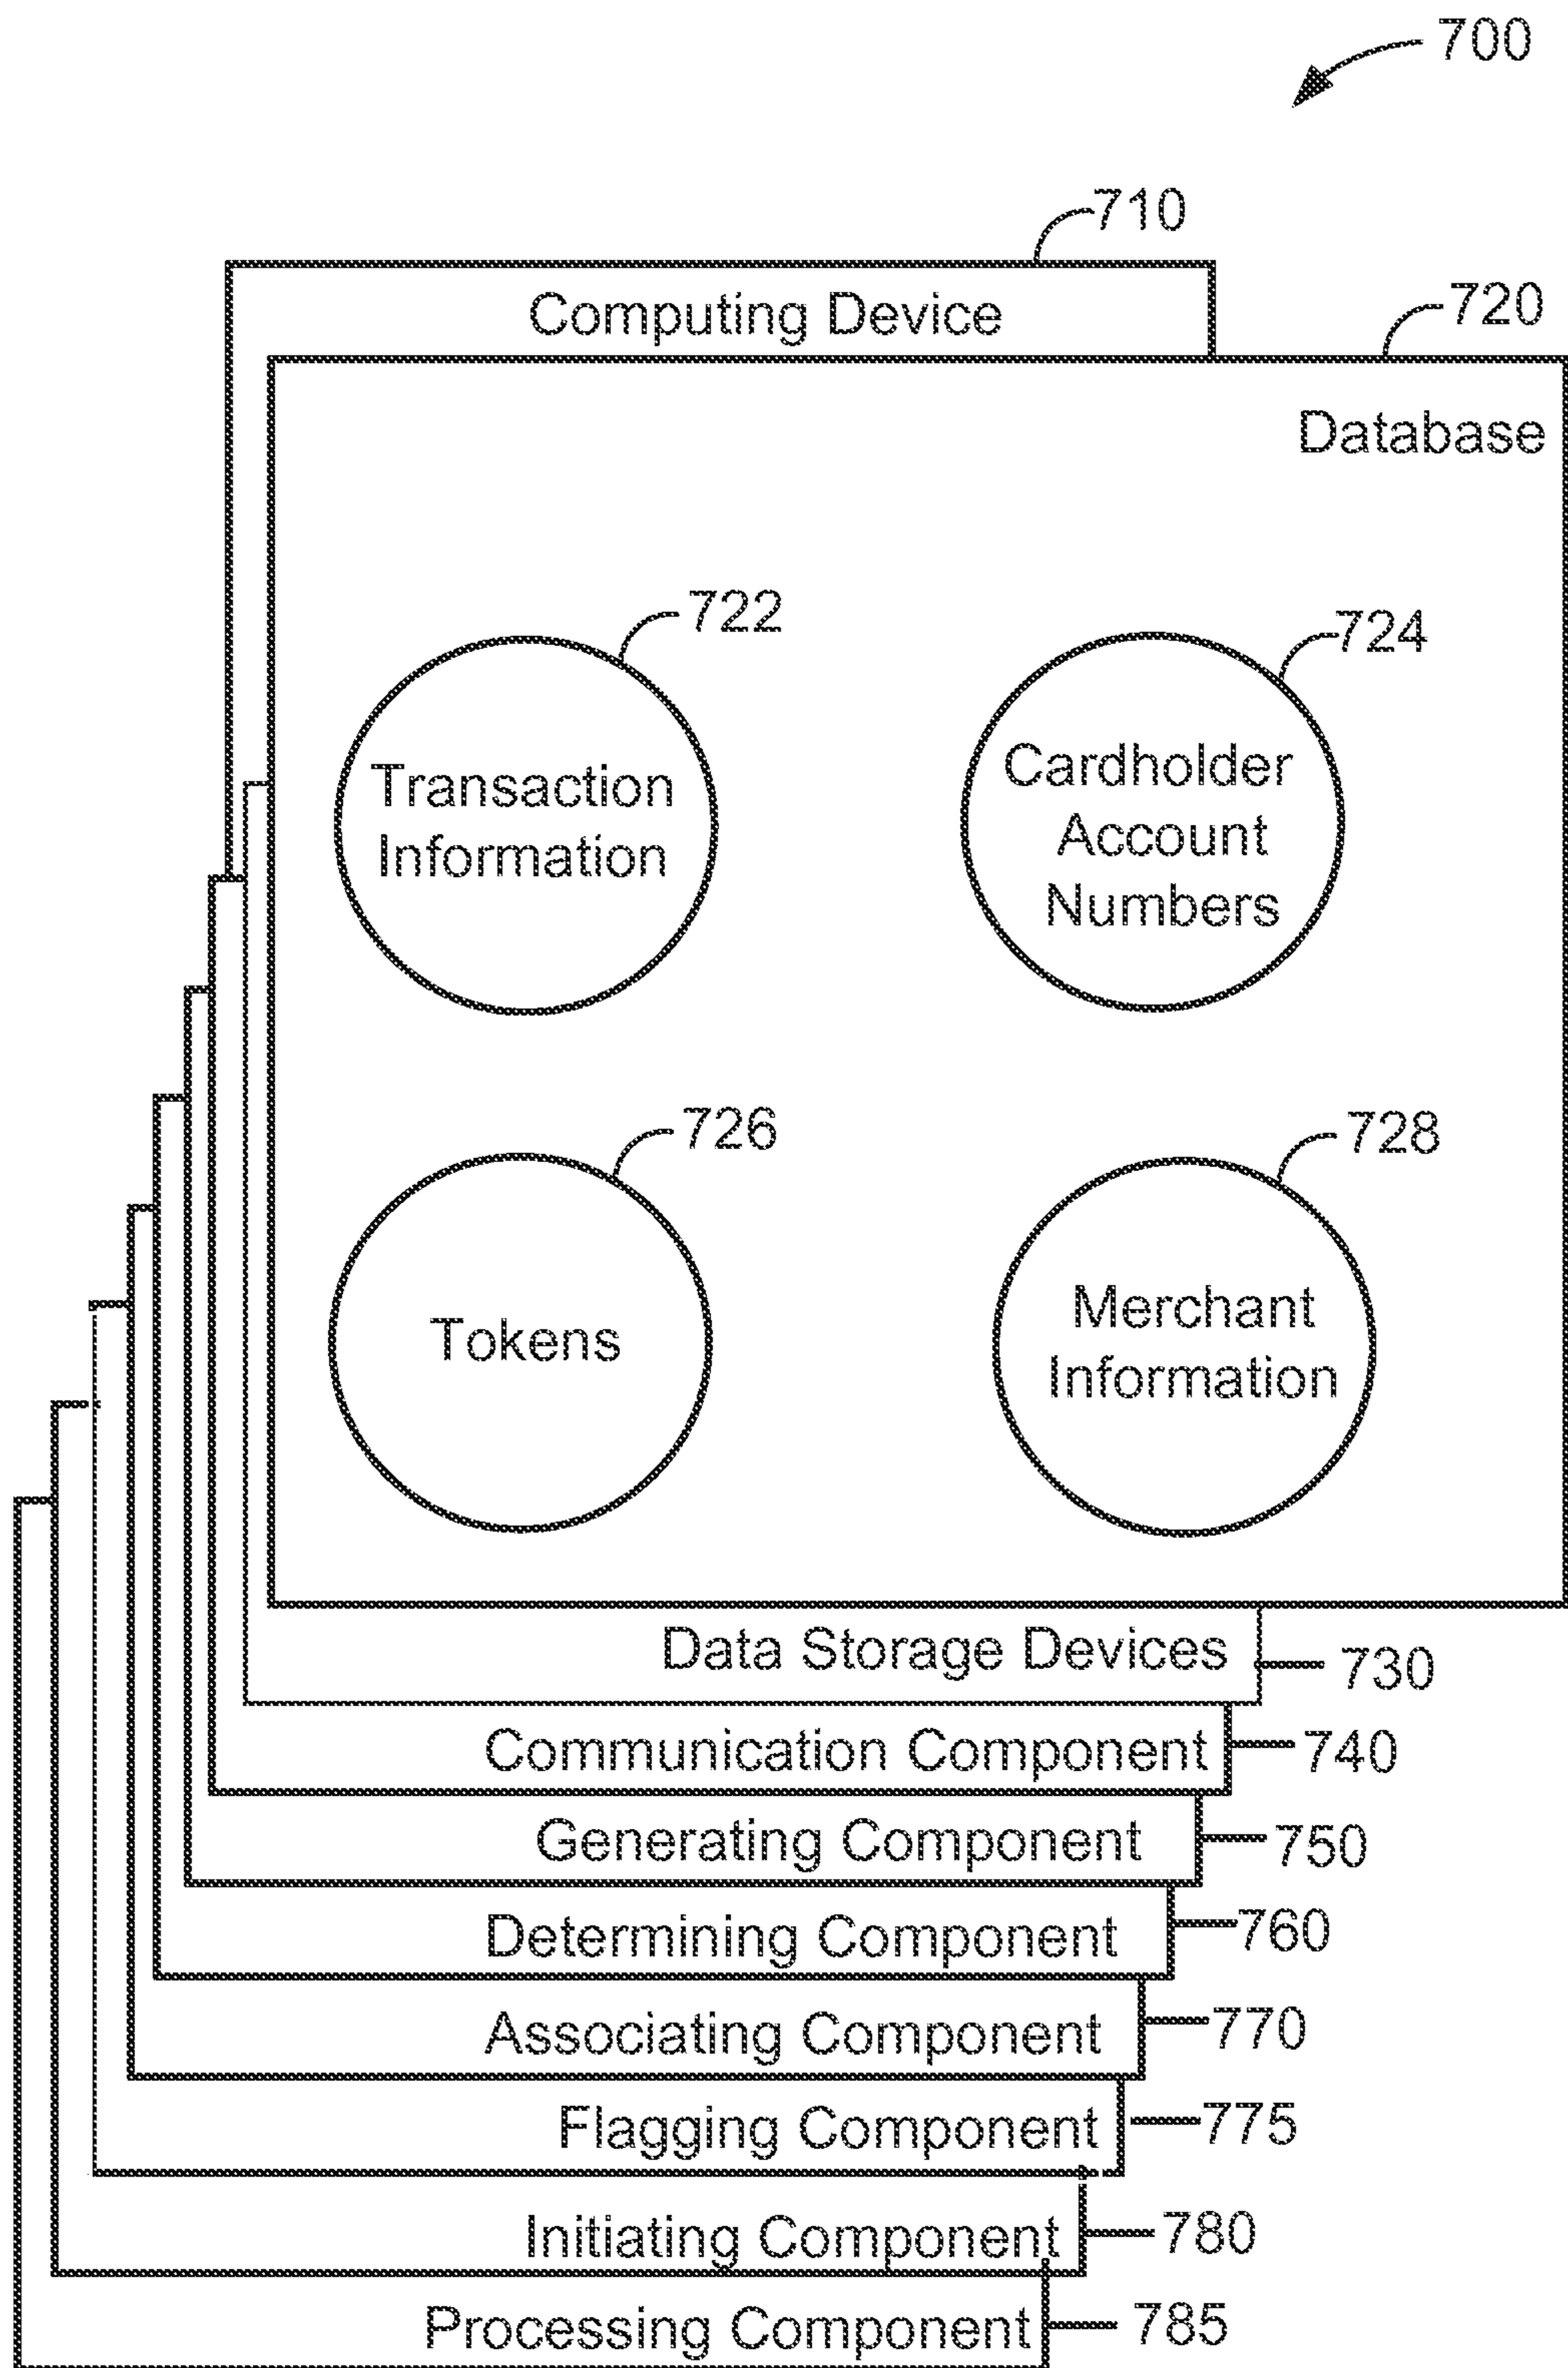 700
710
Computing Device
720
Database
722
724
Transaction
Information
Cardholder
Account
Numbers
726
728
Tokens
Merchant
Information
Data Storage Devices
730
Communication Component
740
Generating Component
750
Determining Component
760
Associating Component
770
Flagging Component
775
Initiating Component
780
Processing Component
785